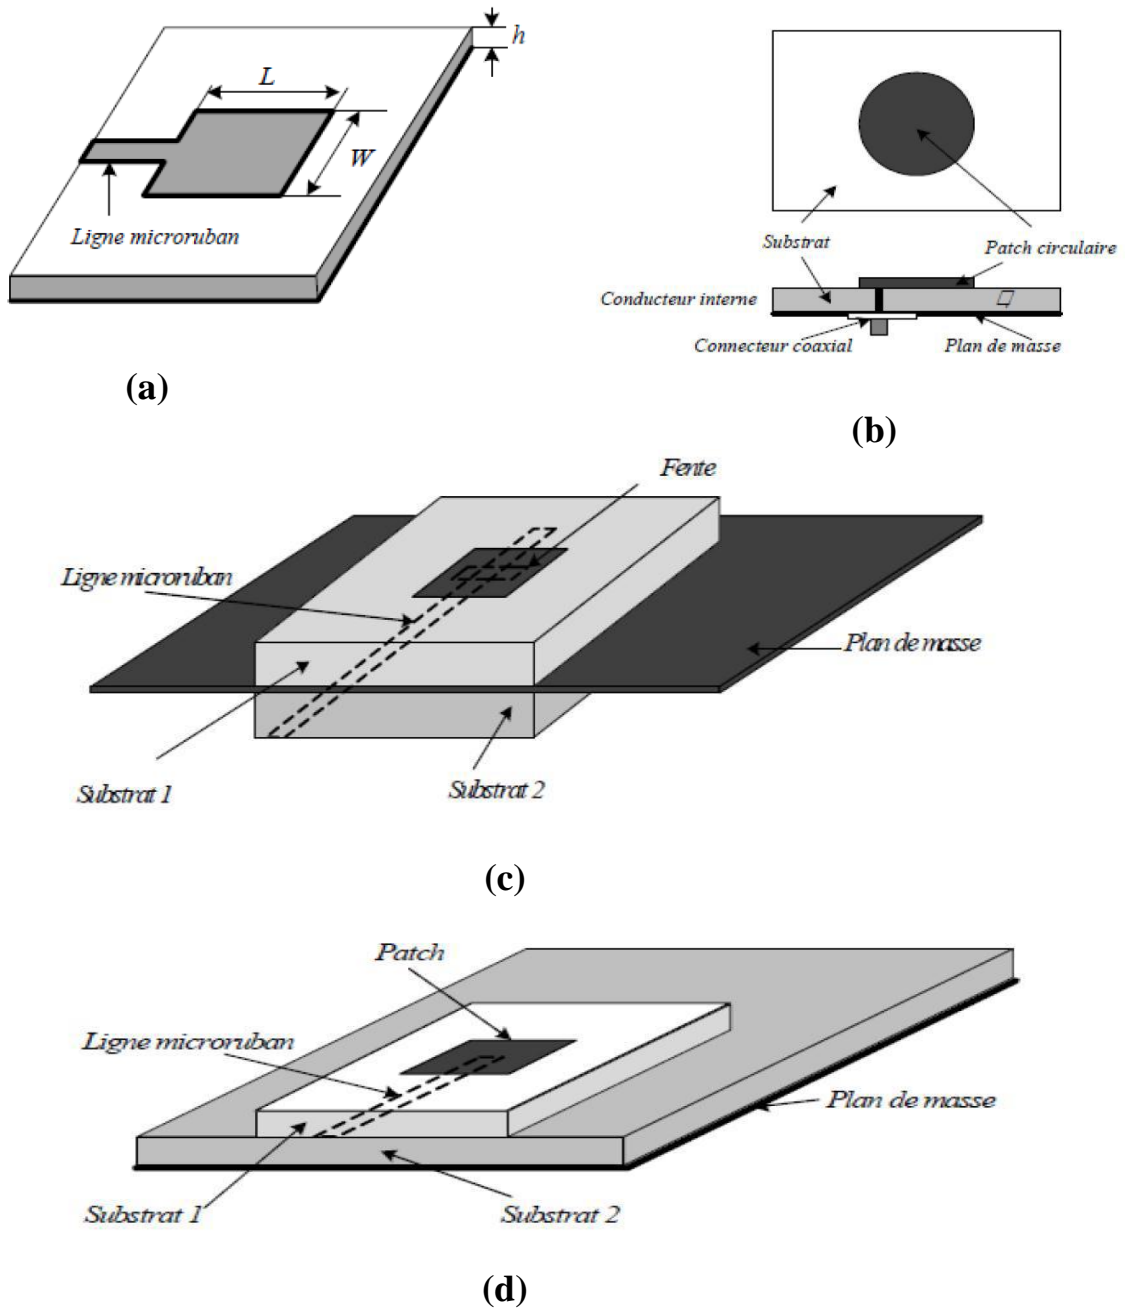 h
L
W
Ligne microruban
(a)
Substrat
Patch circulaire
Conducteur interne
Connecteur coaxial
Plan de masse
(b)
Fente
Ligne microruban
Plan de masse
Substrat 1
Substrat 2
(c)
Patch
Ligne microruban
Plan de masse
Substrat 1
Substrat 2
(d)